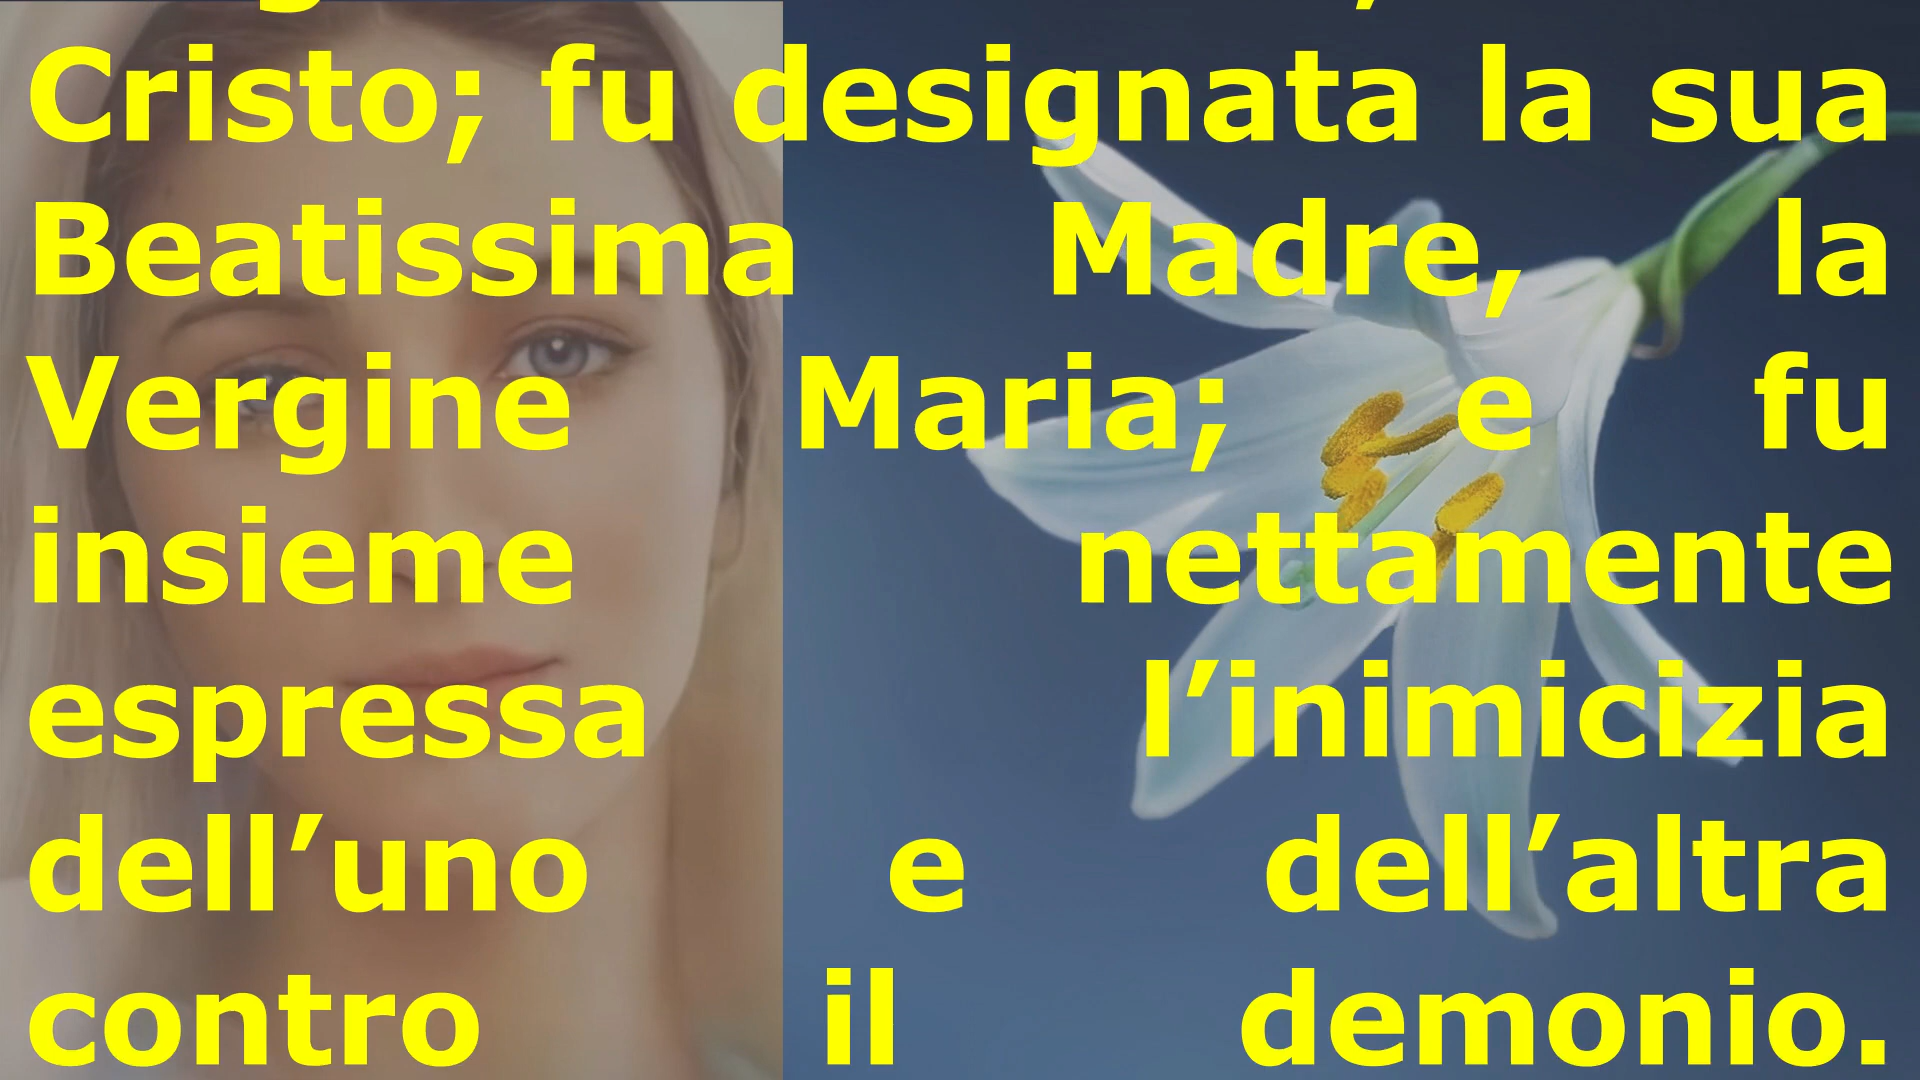 Cristo; fu designata la sua
Beatissima Madre, la
Vergine Maria; e fu
insieme nettamente
espressa l’inimicizia
dell’uno e dell’altra
contro il demonio.